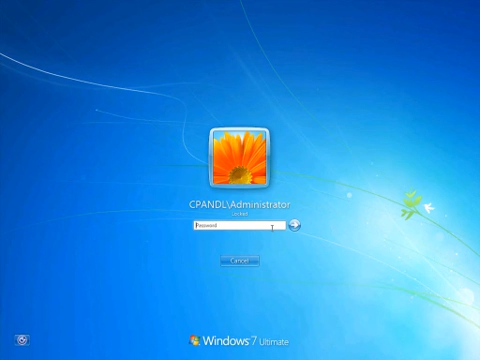 CPANDL\Administrator
Locked
Password
Cancel
Windows 7 Ultimate